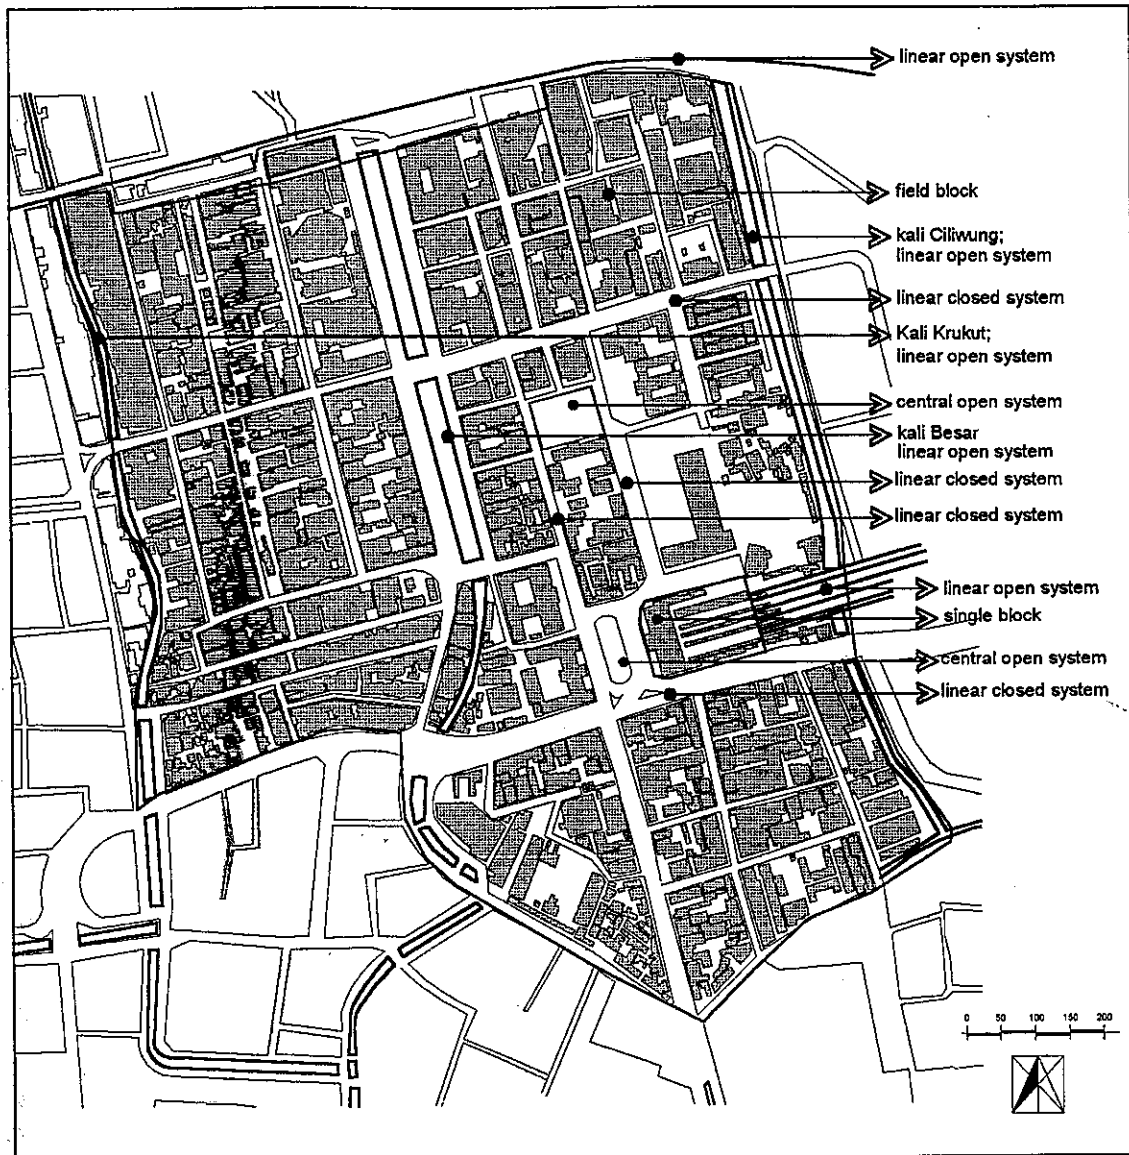 linear open system
field block
kali Ciliwung;
linear open system
linear closed system
Kali Krukut;
linear open system
central open system
kali Besar
linear open system
linear closed system
linear closed system
linear open system
single block
central open system
linear closed system
0 50 100 150 200